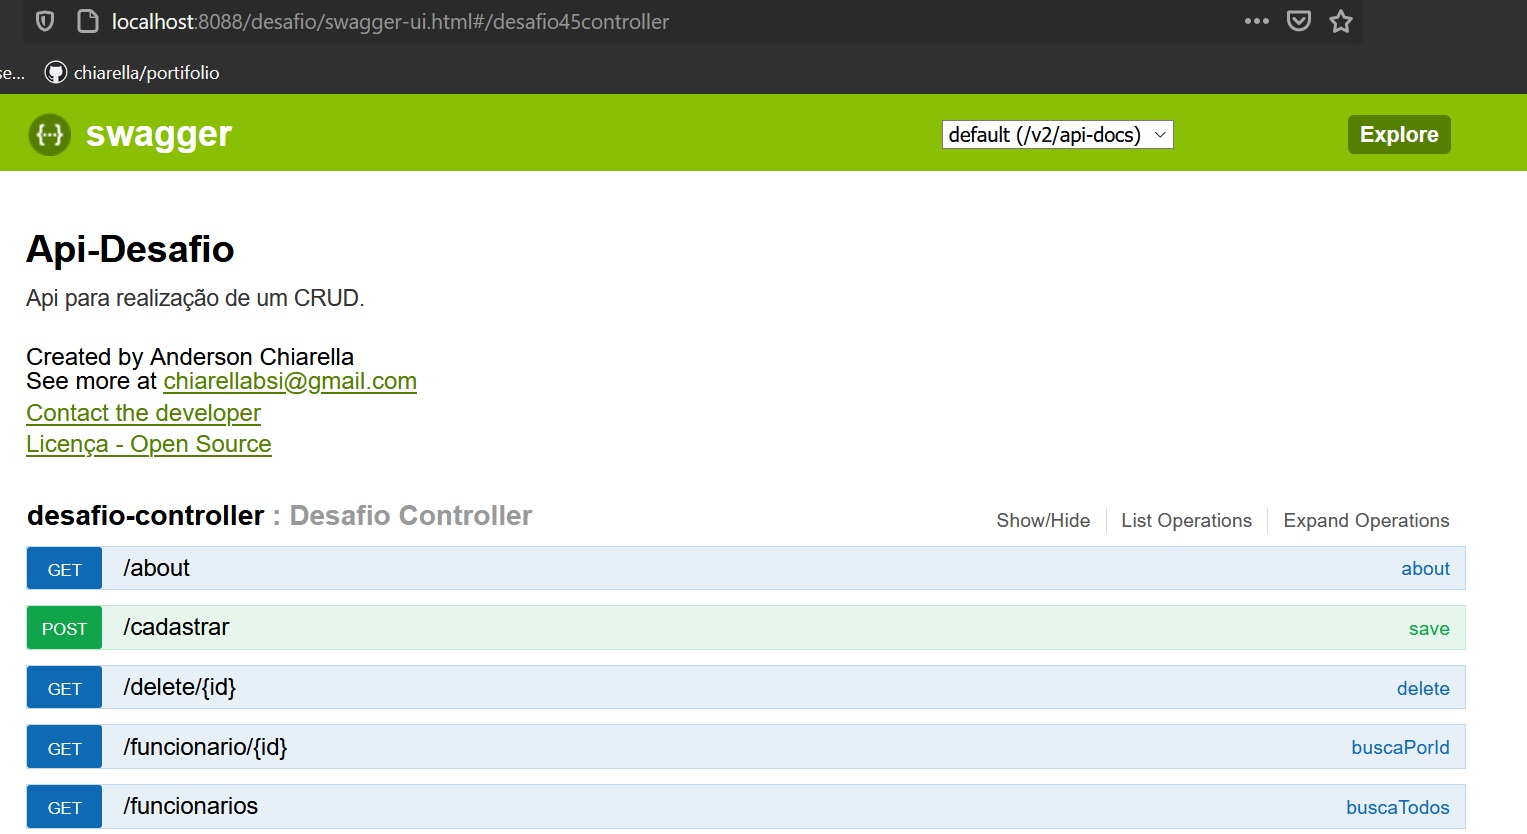 localhost:8088/desafio/swagger-ui.html#/desafio45controller
se... chiarella/portifolio
{···} swagger default (/v2/api-docs) Explore
Api-Desafio
Api para realização de um CRUD.
Created by Anderson Chiarella
See more at chiarellabsi@gmail.com
Contact the developer
Licença - Open Source
desafio-controller : Desafio Controller Show/Hide List Operations Expand Operations
GET /about about
POST /cadastrar save
GET /delete/{id} delete
GET /funcionario/{id} buscaPorId
GET /funcionarios buscaTodos